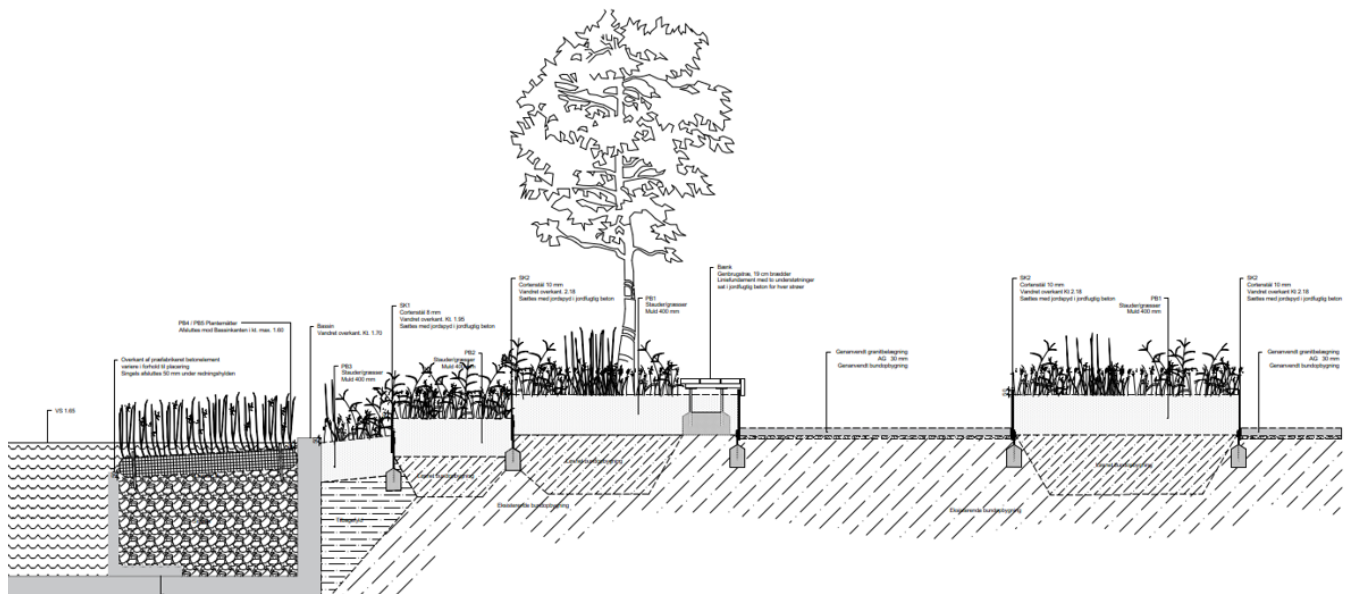 PB4 / PB5 Plantemåtter
Afsluttes mod Bassinkanten i kt. max. 1.60
Overkant af præfabrikeret betonelement
variere i forhold til placering
Singels afsluttes 50 mm under redningshylden
VS 1.65
Bassin
Vandret overkant. Kt. 1.70
PB3
Stauder/græsser
Muld 400 mm
SK1
Cortenstål 8 mm
Vandret overkant. Kt. 1.95
Sættes med jordspyd i jordfugtig beton
PB2
Stauder/græsser
Muld 400 mm
SK2
Cortenstål 10 mm
Vandret overkant. 2.18
Sættes med jordspyd i jordfugtig beton
PB1
Stauder/græsser
Muld 400 mm
Bænk
Genbrugstræ, 19 cm brædder
Liniefundament med to understøtninger
sat i jordfugtig beton for hver
Genanvendt granitbelægning
AG 30 mm
Genanvendt bundopbygning
SK2
Cortenstål 10 mm
Vandret overkant Kt 2.18
Sættes med jordspyd i jordfugtig beton
PB1
Stauder/græsser
Muld 400 mm
SK2
Cortenstål 10 mm
Vandret overkant Kt 2.18
Sættes med jordspyd i jordfugtig beton
Genanvendt granitbelægning
AG 30 mm
Genanvendt bundopbygning
Eksisterende bundopbygning
Eksisterende bundopbygning